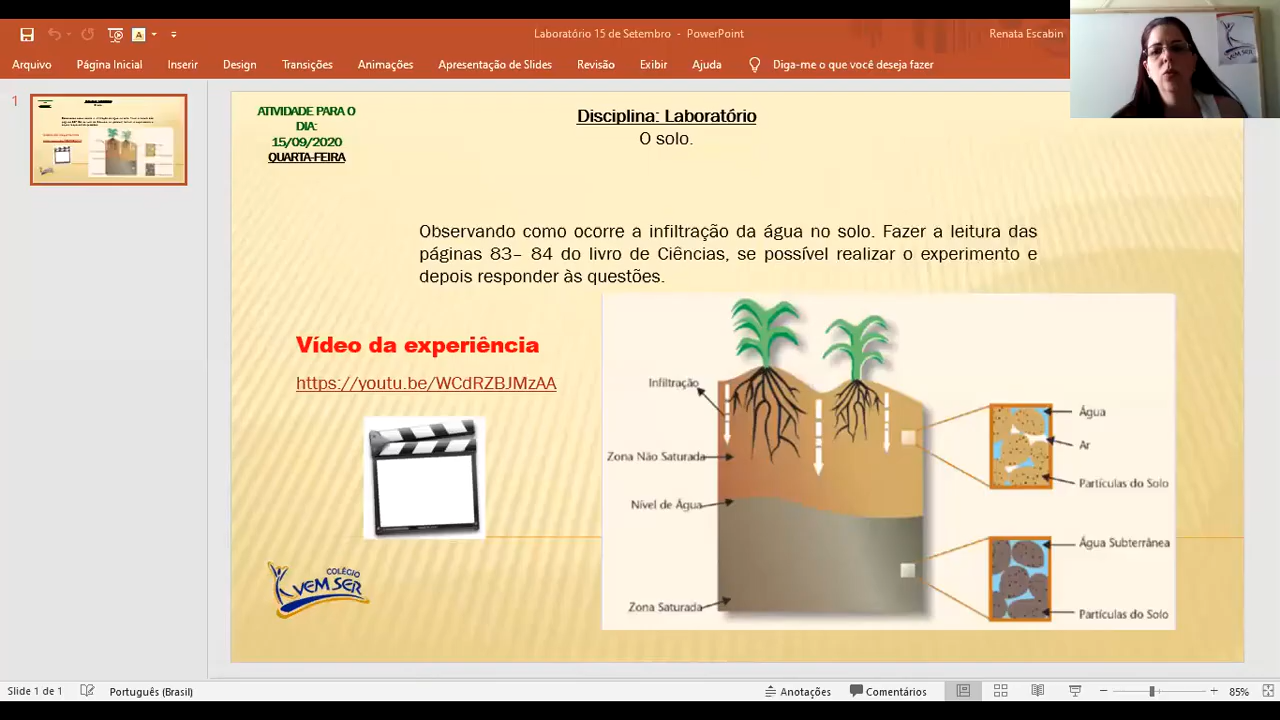 Laboratório 15 de Setembro - PowerPoint
Renata Escabin
Arquivo
Página Inicial
Inserir
Design
Transições
Animações
Apresentação de Slides
Revisão
Exibir
Ajuda
Diga-me o que você deseja fazer
1
ATIVIDADE PARA O
DIA:
15/09/2020
QUARTA-FEIRA
Disciplina: Laboratório
O solo.
Observando como ocorre a infiltração da água no solo. Fazer a leitura das
páginas 83– 84 do livro de Ciências, se possível realizar o experimento e
depois responder às questões.
Vídeo da experiência
https://youtu.be/WCdRZBJMzAA
Infiltração
Zona Não Saturada
Nível de Água
Zona Saturada
Água
Ar
Partículas do Solo
Água Subterrânea
Partículas do Solo
COLÉGIO
VEM SER
Slide 1 de 1
Português (Brasil)
Anotações
Comentários
85%